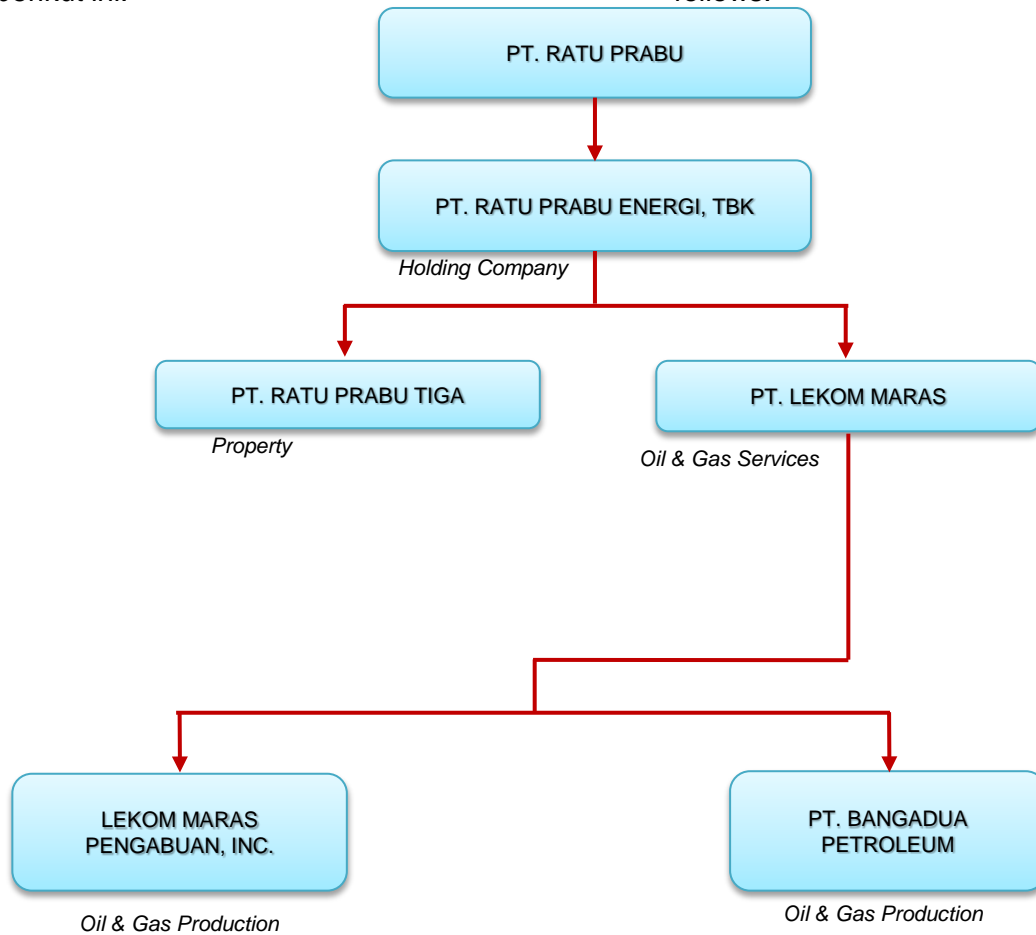 PT. RATU PRABU
PT. RATU PRABU ENERGI, TBK
Holding Company
PT. RATU PRABU TIGA
PT. LEKOM MARAS
Property
Oil & Gas Services
LEKOM MARAS
PENGABUAN, INC.
PT. BANGADUA
PETROLEUM
Oil & Gas Production
Oil & Gas Production